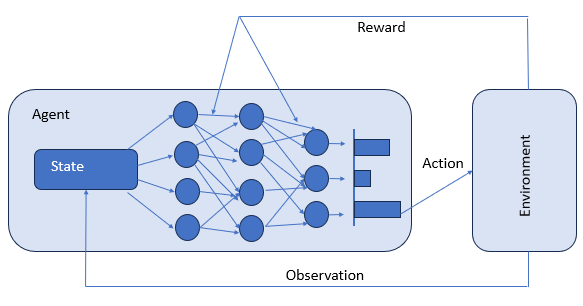 Reward
Agent
State
Action
Environment
Observation